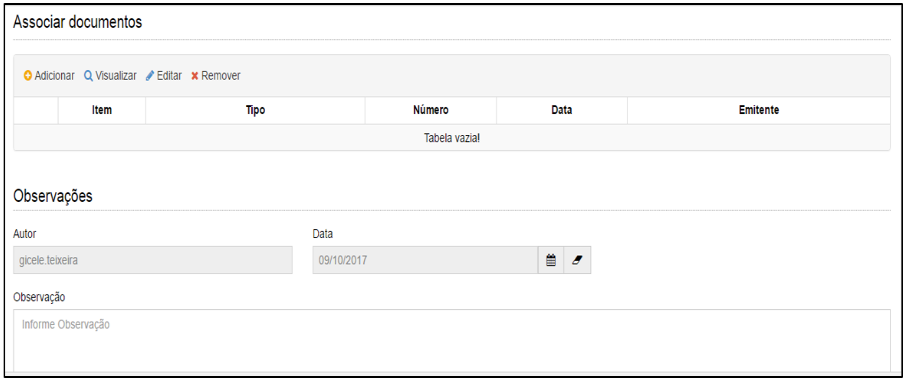 Associar documentos
Adicionar Visualizar Editar Remover
Item Tipo Número Data Emitente
Tabela vazia!
Observações
Autor Data
gicele.teixeira 09/10/2017
Observação
Informe Observação